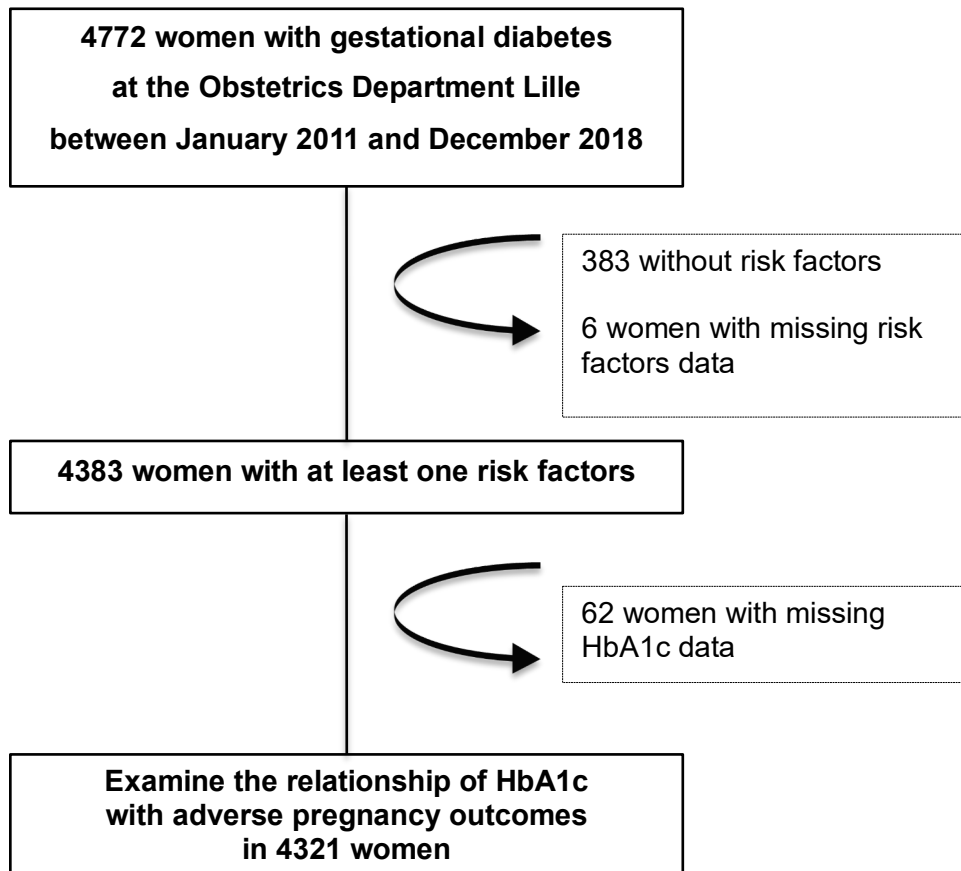 4772 women with gestational diabetes
at the Obstetrics Department Lille
between January 2011 and December 2018
383 without risk factors
6 women with missing risk
factors data
4383 women with at least one risk factors
62 women with missing
HbA1c data
Examine the relationship of HbA1c
with adverse pregnancy outcomes
in 4321 women